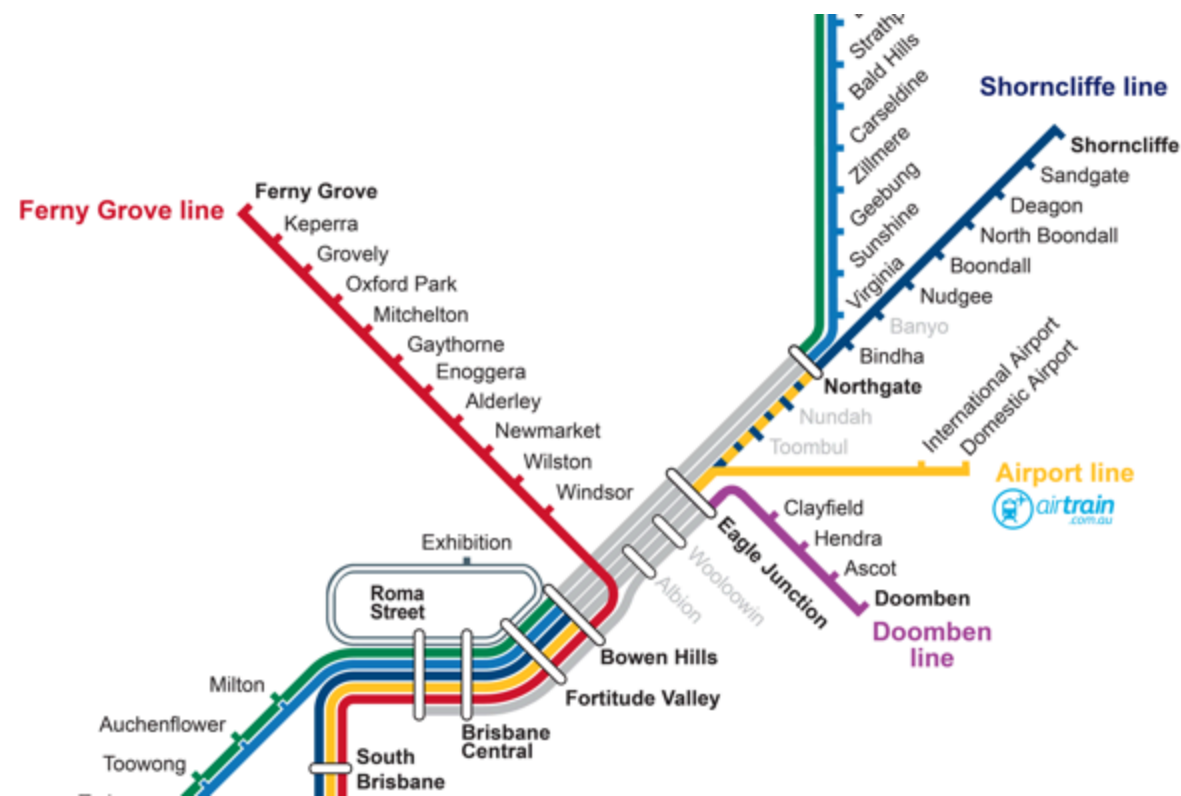 Strathp
Bald Hills
Carseldine
Zillmere
Geebung
Sunshine
Virginia
Shorncliffe line
Shorncliffe
Sandgate
Deagon
North Boondall
Boondall
Nudgee
Banyo
Bindha
Northgate
Nundah
Toombul
International Airport
Domestic Airport
Airport line
airtrain
.com.au
Ferny Grove line
Ferny Grove
Keperra
Grovely
Oxford Park
Mitchelton
Gaythorne
Enoggera
Alderley
Newmarket
Wilston
Windsor
Eagle Junction
Wooloowin
Albion
Clayfield
Hendra
Ascot
Doomben
Doomben
line
Exhibition
Roma
Street
Bowen Hills
Fortitude Valley
Brisbane
Central
South
Brisbane
Milton
Auchenflower
Toowong